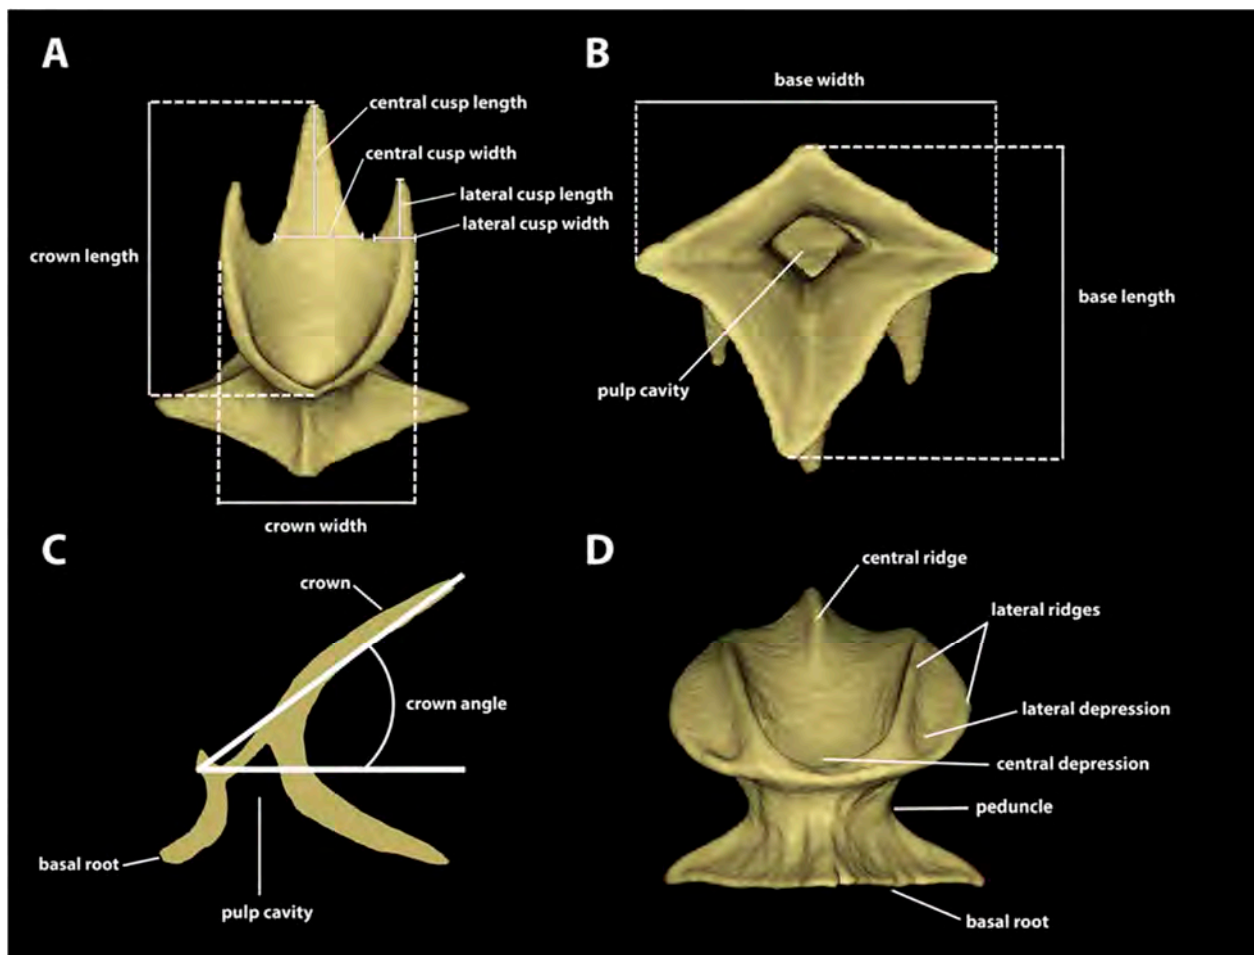 A
central cusp length
central cusp width
lateral cusp length
lateral cusp width
crown length
crown width
B
base width
base length
pulp cavity
C
crown
crown angle
basal root
pulp cavity
D
central ridge
lateral ridges
lateral depression
central depression
peduncle
basal root